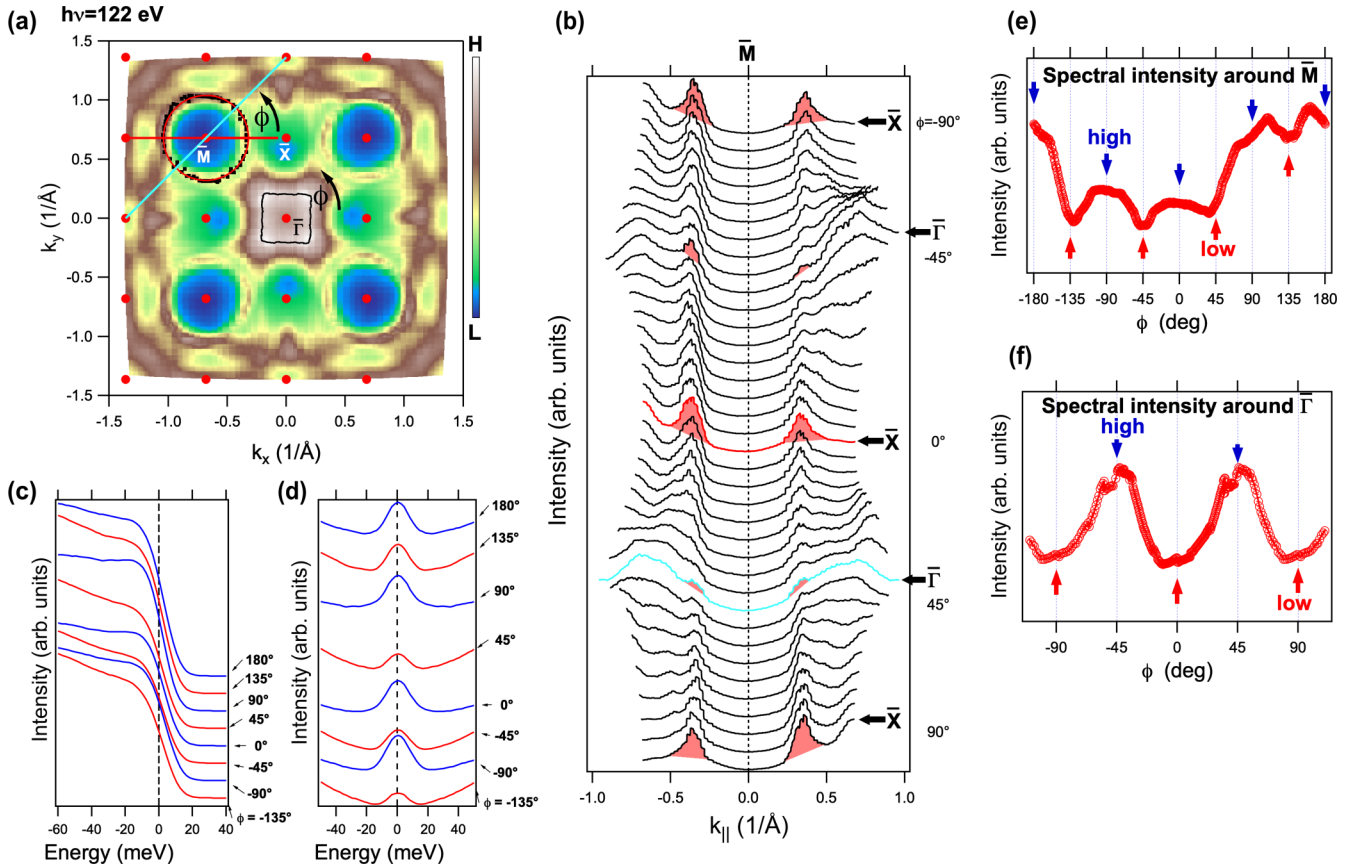 hν=122 eV
(a)
1.5
1.0
0.5
0.0
-0.5
-1.0
-1.5
k_y (1/Å)
-1.5 -1.0 -0.5 0.0 0.5 1.0 1.5
k_x (1/Å)
H
L
ϕ
M̄
X̄
ϕ
Γ̄
(b)
M̄
X̄ ϕ=-90°
Γ̄
-45°
X̄ 0°
Γ̄
45°
X̄
90°
Intensity (arb. units)
-1.0 -0.5 0.0 0.5 1.0
k_|| (1/Å)
(c)
Intensity (arb. units)
180°
135°
90°
45°
0°
-45°
-90°
ϕ = -135°
-60 -40 -20 0 20 40
Energy (meV)
(d)
Intensity (arb. units)
180°
135°
90°
45°
0°
-45°
-90°
ϕ = -135°
-40 -20 0 20 40
Energy (meV)
(e)
Spectral intensity around M̄
high
low
Intensity (arb. units)
-180 -135 -90 -45 0 45 90 135 180
ϕ (deg)
(f)
Spectral intensity around Γ̄
high
low
Intensity (arb. units)
-90 -45 0 45 90
ϕ (deg)